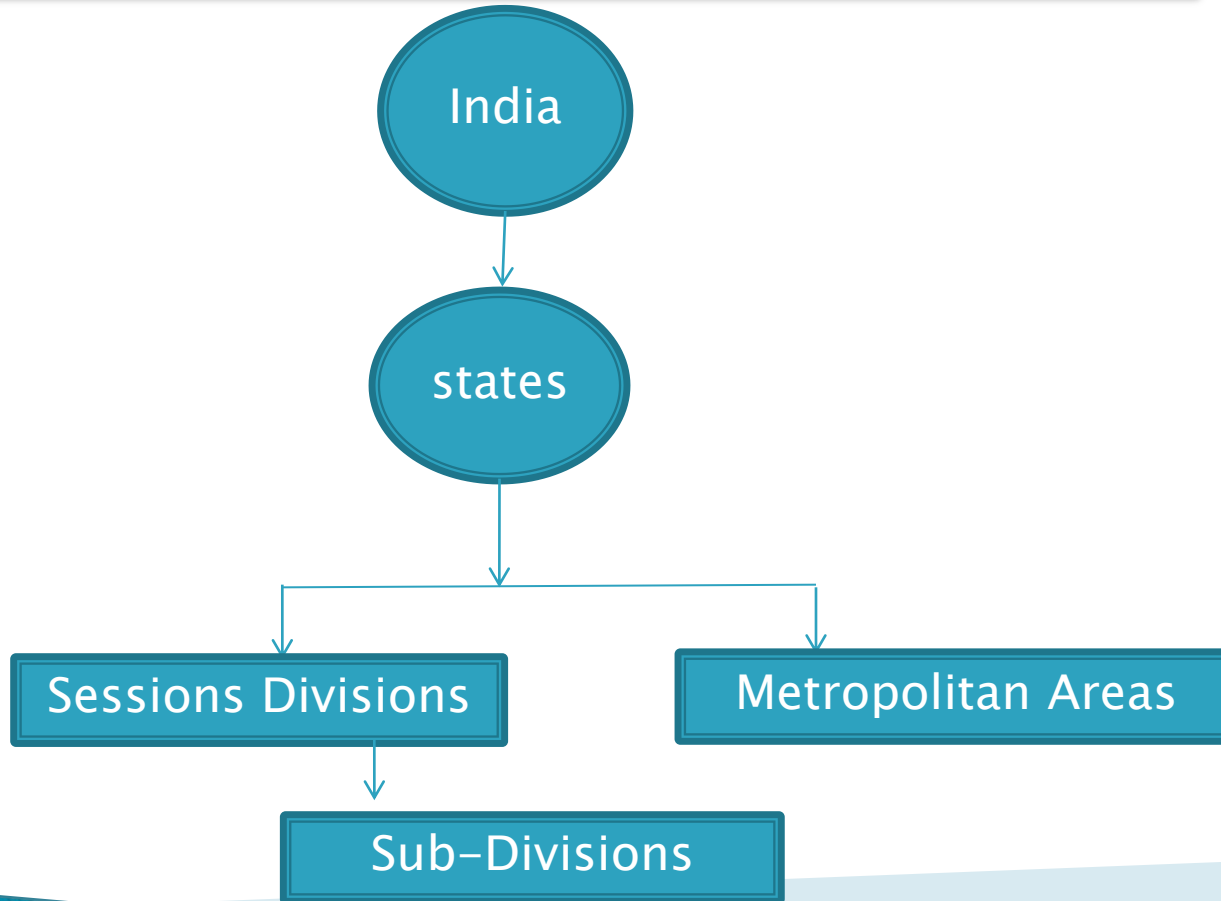 India
states
Sessions Divisions
Metropolitan Areas
Sub-Divisions